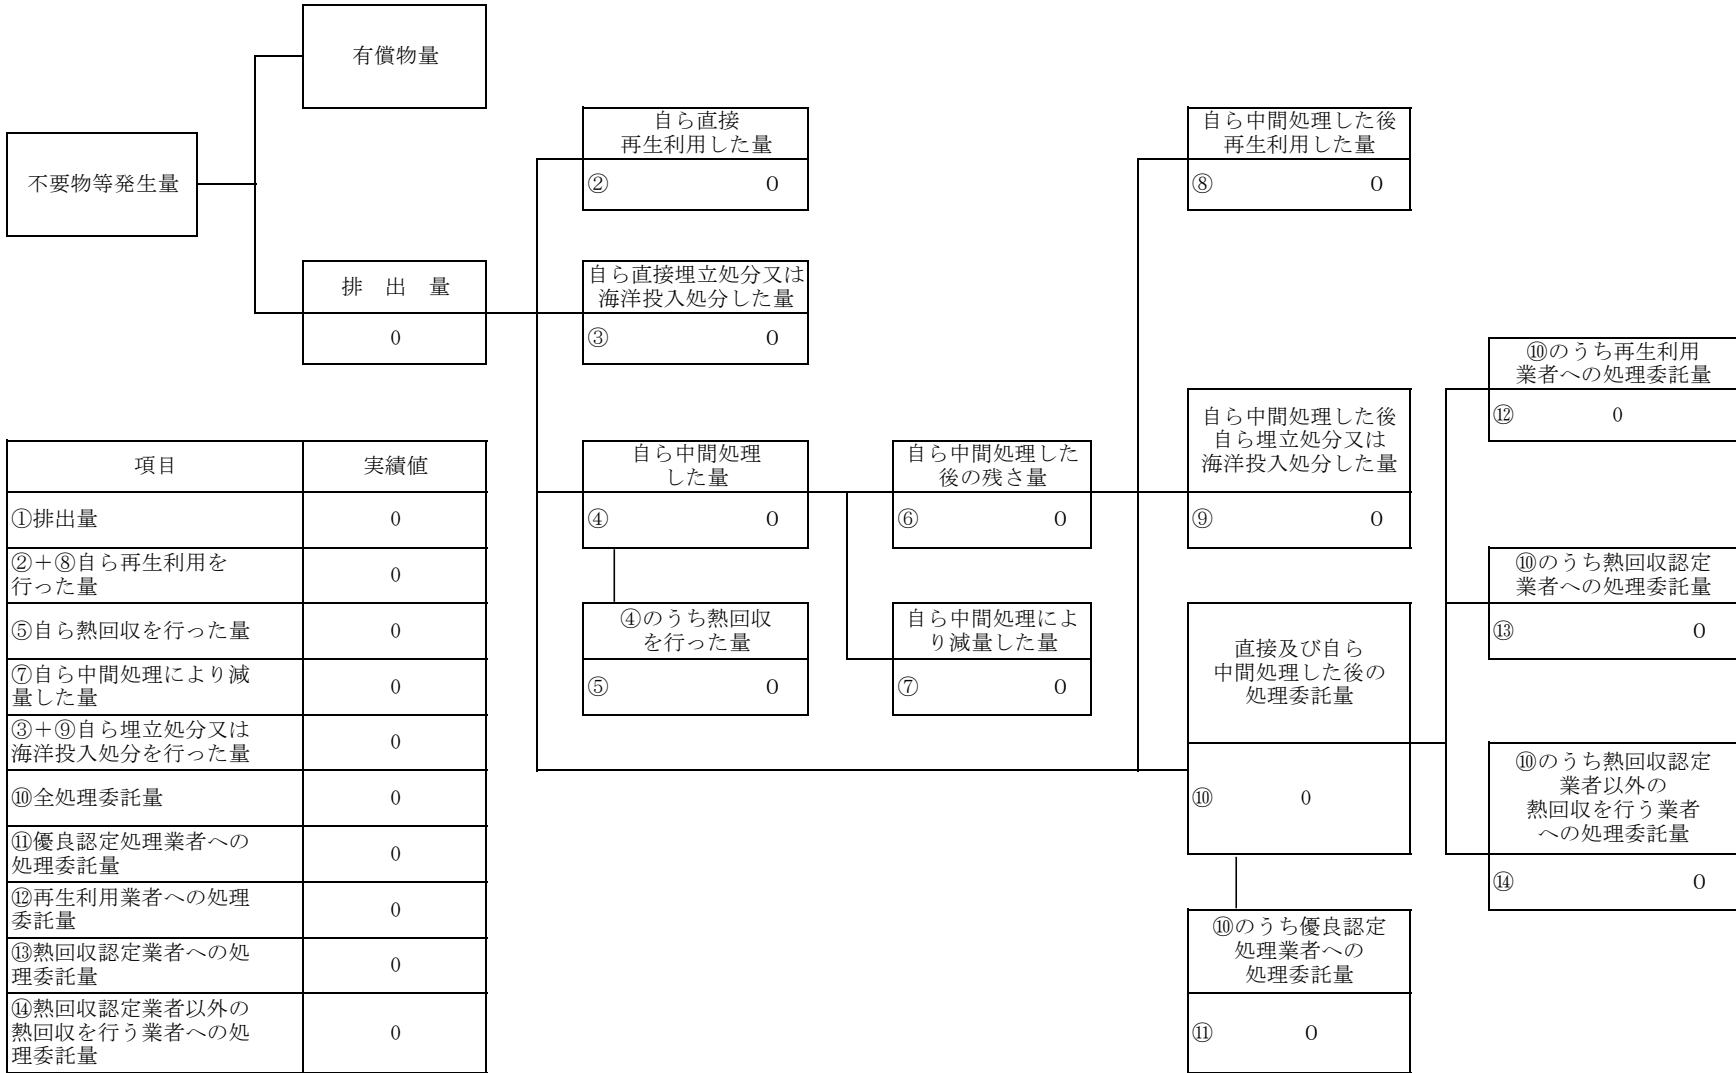 有償物量
不要物等発生量
排　出　量
0
自ら直接
再生利用した量
② 0
自ら直接埋立処分又は
海洋投入処分した量
③ 0
自ら中間処理
した量
④ 0
④のうち熱回収
を行った量
⑤ 0
自ら中間処理した
後の残さ量
⑥ 0
自ら中間処理によ
り減量した量
⑦ 0
自ら中間処理した後
再生利用した量
⑧ 0
自ら中間処理した後
自ら埋立処分又は
海洋投入処分した量
⑨ 0
直接及び自ら
中間処理した後の
処理委託量
⑩ 0
⑩のうち優良認定
処理業者への
処理委託量
⑪ 0
⑩のうち再生利用
業者への処理委託量
⑫ 0
⑩のうち熱回収認定
業者への処理委託量
⑬ 0
⑩のうち熱回収認定
業者以外の
熱回収を行う業者
への処理委託量
⑭ 0
項目 実績値
①排出量 0
②＋⑧自ら再生利用を
行った量 0
⑤自ら熱回収を行った量 0
⑦自ら中間処理により減
量した量 0
③＋⑨自ら埋立処分又は
海洋投入処分を行った量 0
⑩全処理委託量 0
⑪優良認定処理業者への
処理委託量 0
⑫再生利用業者への処理
委託量 0
⑬熱回収認定業者への処
理委託量 0
⑭熱回収認定業者以外の
熱回収を行う業者への処
理委託量 0